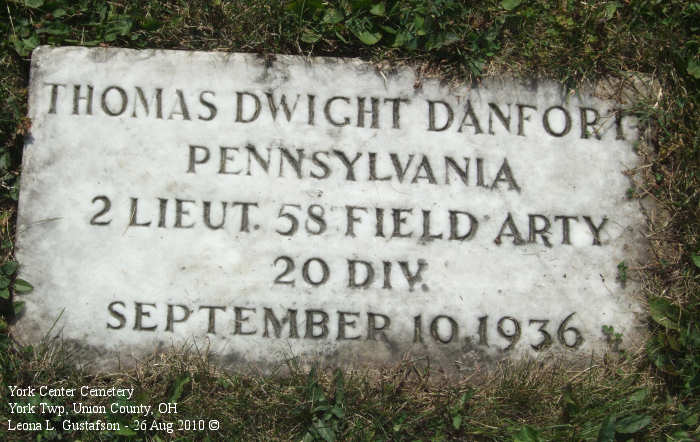 THOMAS DWIGHT DANFORT
PENNSYLVANIA
2 LIEUT. 58 FIELD ARTY
20 DIV.
SEPTEMBER 10 1936
York Center Cemetery
York Twp, Union County, OH
Leona L. Gustafson - 26 Aug 2010 ©